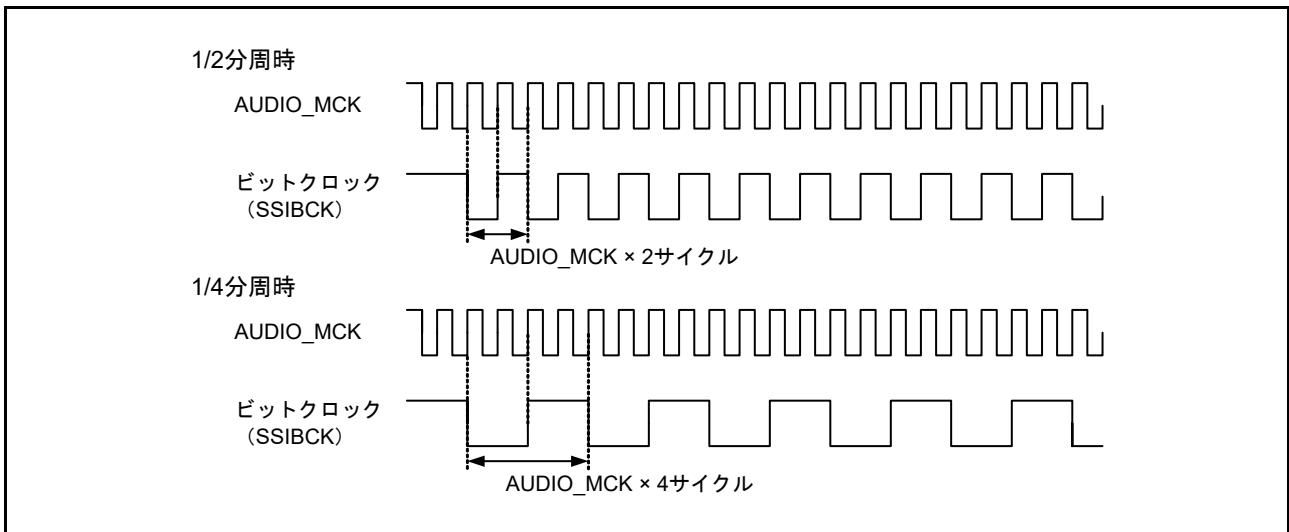 1/2分周時
AUDIO_MCK
ビットクロック
（SSIBCK）
AUDIO_MCK × 2サイクル
1/4分周時
AUDIO_MCK
ビットクロック
（SSIBCK）
AUDIO_MCK × 4サイクル